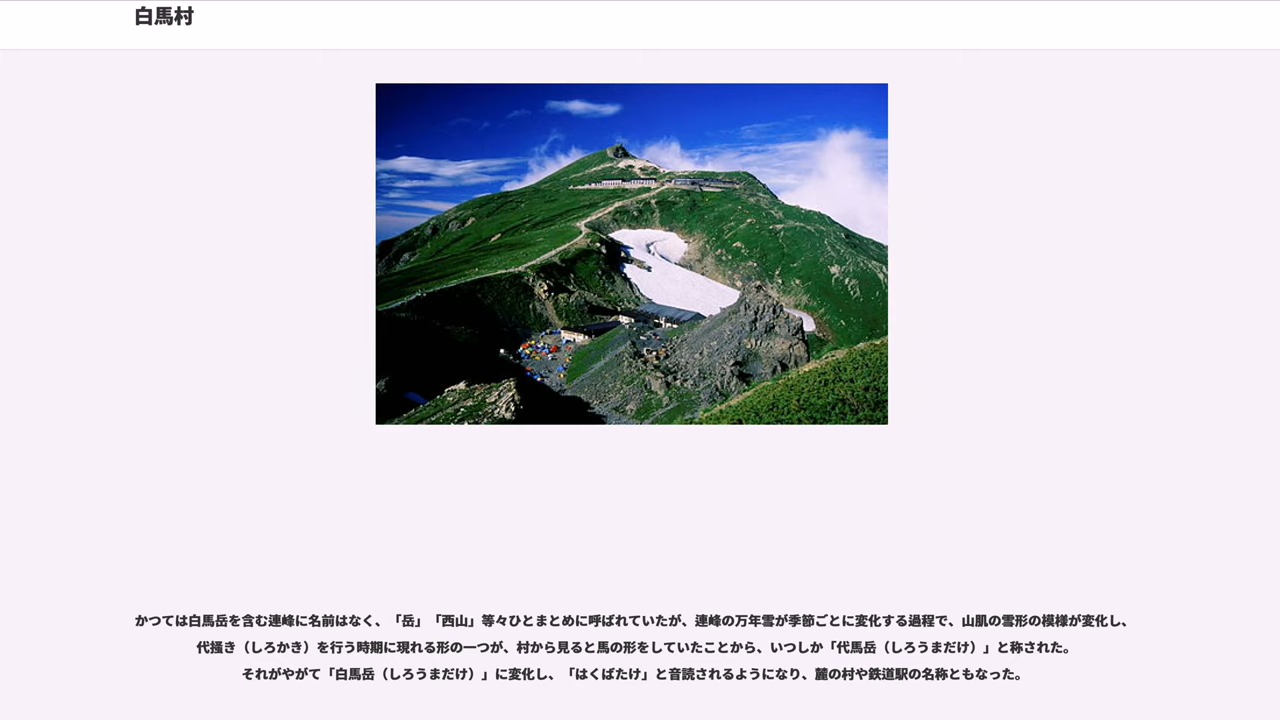 白馬村
かつては白馬岳を含む連峰に名前はなく、「岳」「西山」等々ひとまとめに呼ばれていたが、連峰の万年雪が季節ごとに変化する過程で、山肌の雪形の模様が変化し、
代掻き（しろかき）を行う時期に現れる形の一つが、村から見ると馬の形をしていたことから、いつしか「代馬岳（しろうまだけ）」と称された。
それがやがて「白馬岳（しろうまだけ）」に変化し、「はくばたけ」と音読されるようになり、麓の村や鉄道駅の名称ともなった。